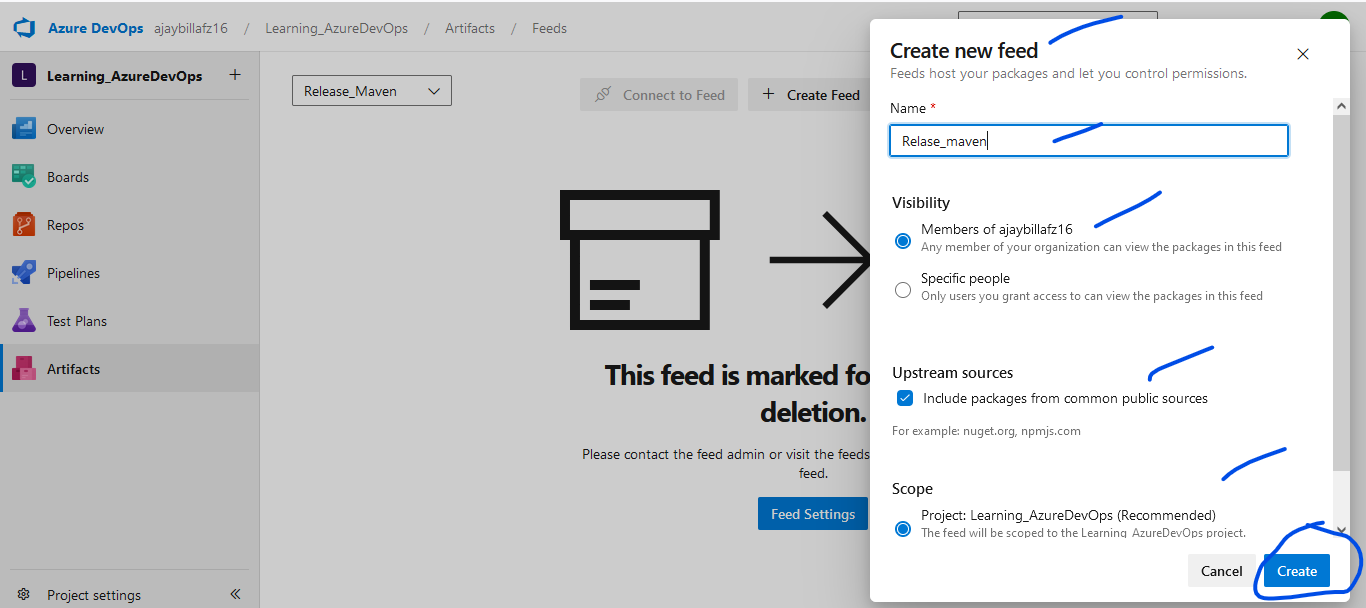 Azure DevOps ajaybillafz16 / Learning_AzureDevOps / Artifacts / Feeds
L Learning_AzureDevOps +
Overview
Boards
Repos
Pipelines
Test Plans
Artifacts
Project settings
Release_Maven
Connect to Feed
+ Create Feed
This feed is marked fo
deletion.
Please contact the feed admin or visit the feeds
feed.
Feed Settings
Create new feed
Feeds host your packages and let you control permissions.
Name *
Relase_maven
Visibility
Members of ajaybillafz16
Any member of your organization can view the packages in this feed
Specific people
Only users you grant access to can view the packages in this feed
Upstream sources
Include packages from common public sources
For example: nuget.org, npmjs.com
Scope
Project: Learning_AzureDevOps (Recommended)
The feed will be scoped to the Learning_AzureDevOps project.
Cancel
Create